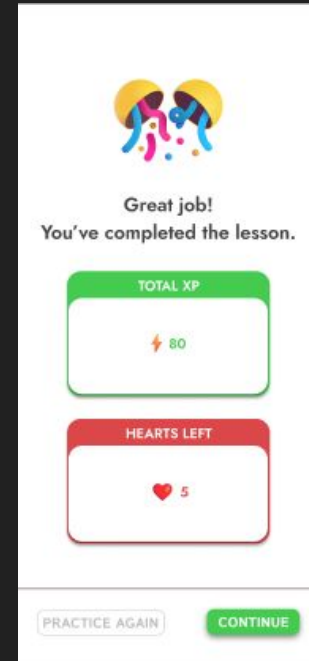 Great job!
You've completed the lesson.
TOTAL XP
80
HEARTS LEFT
5
PRACTICE AGAIN
CONTINUE